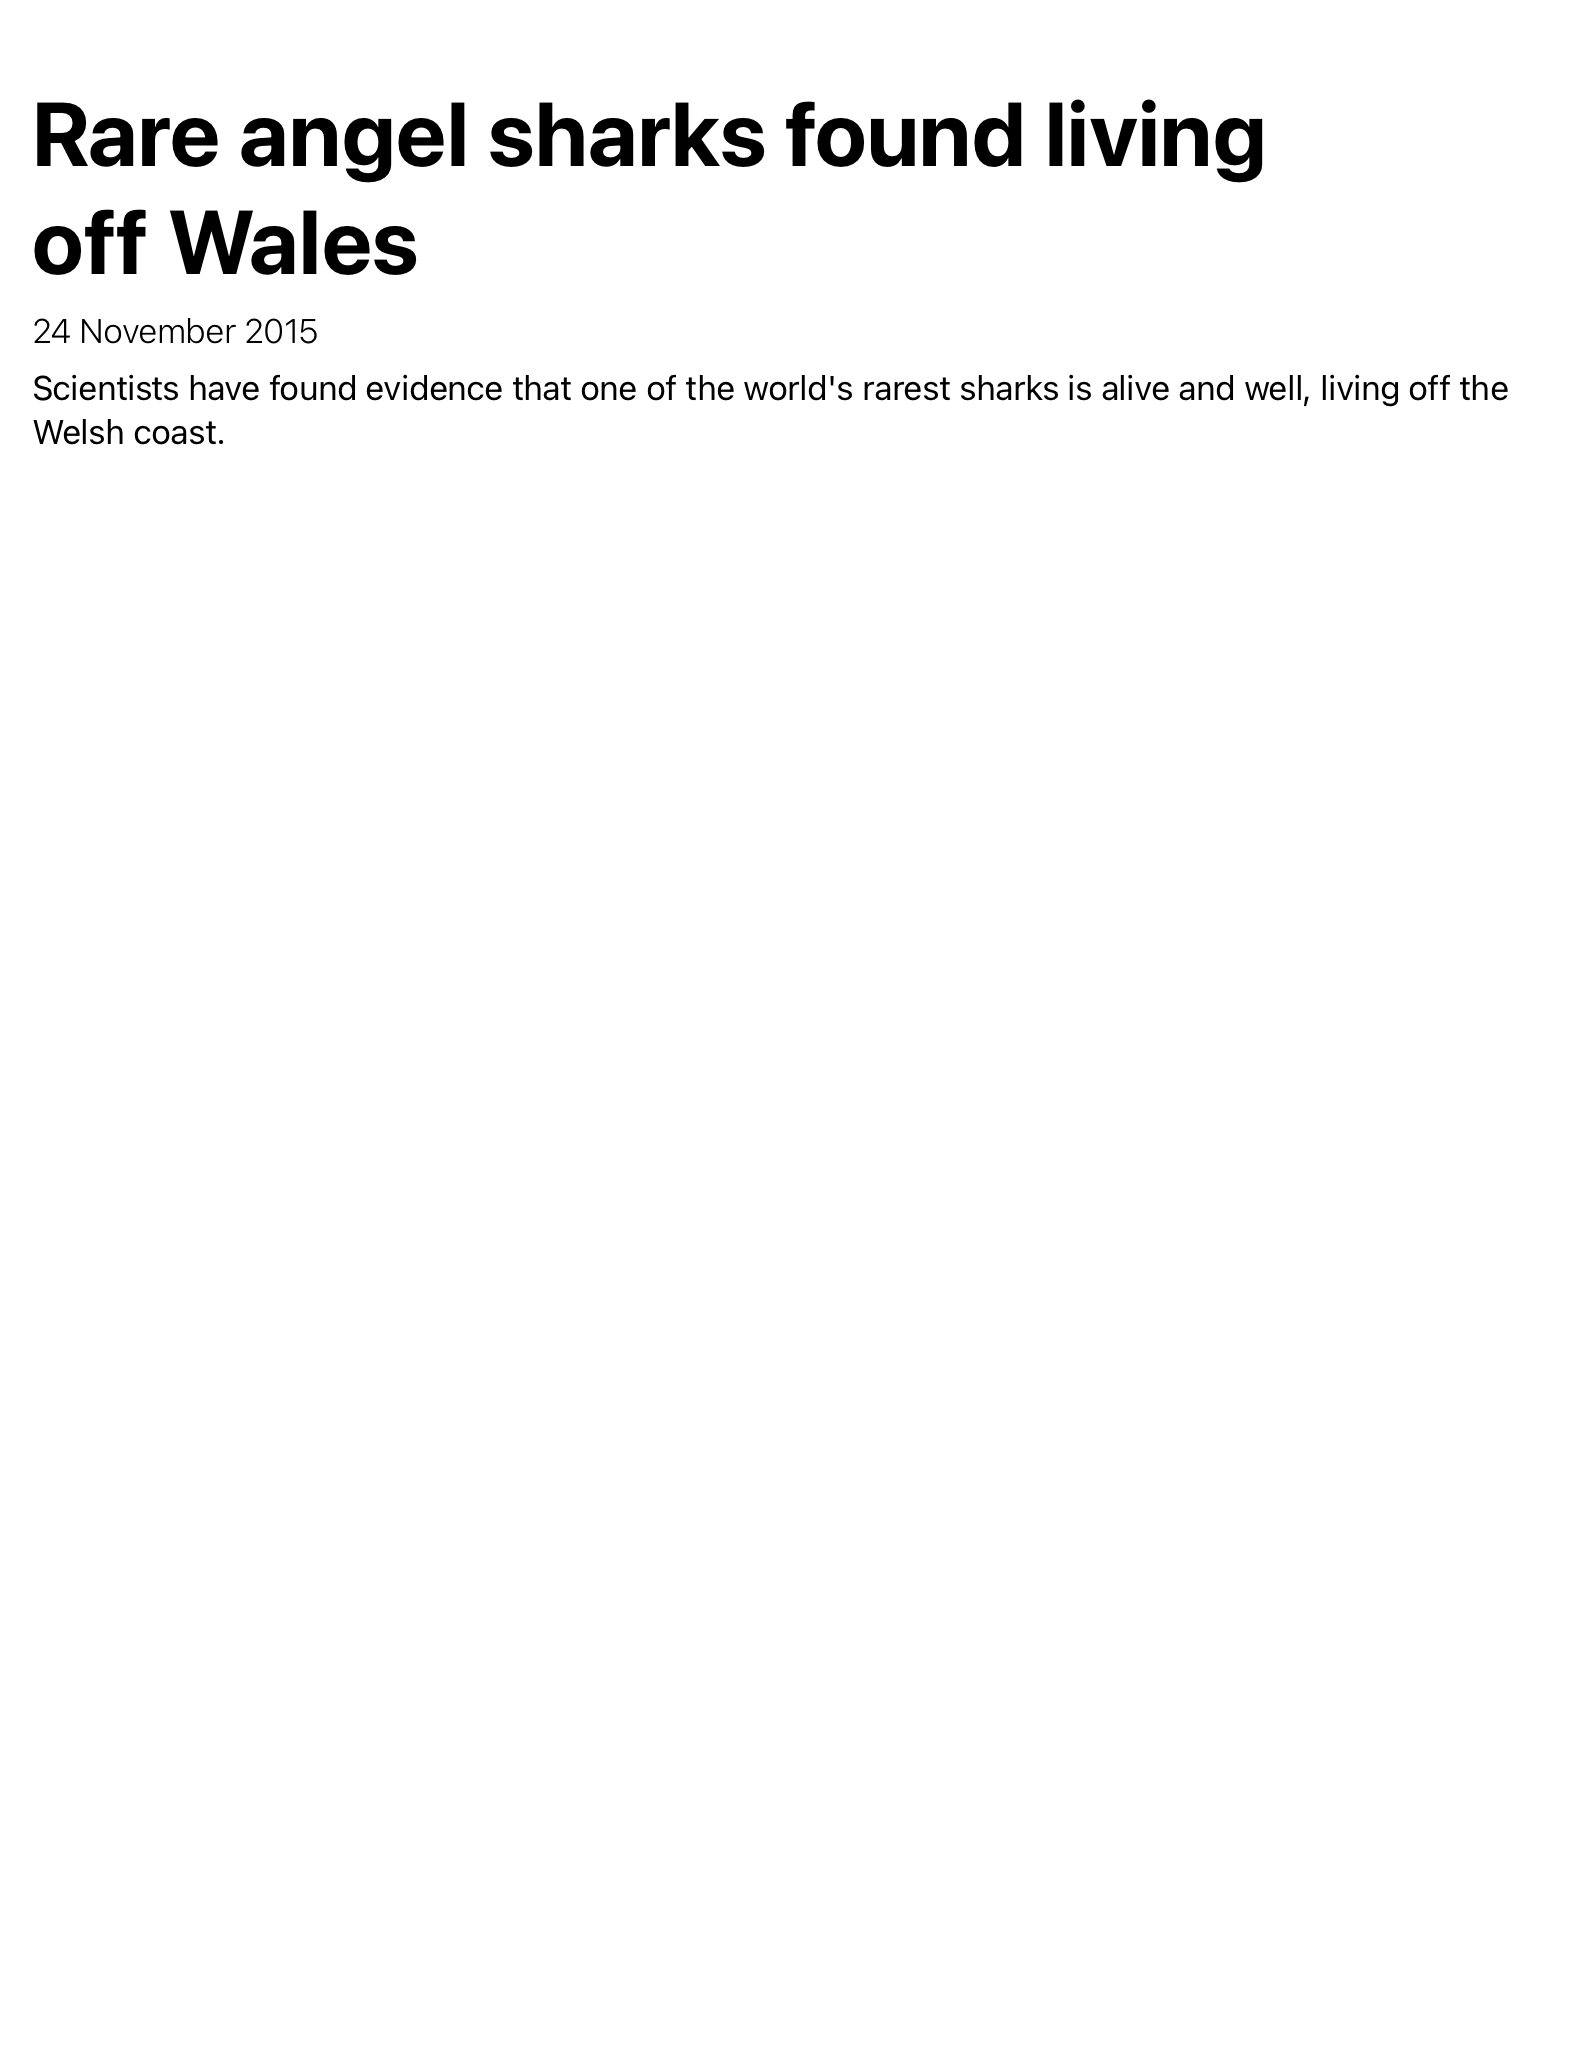 Rare angel sharks found living
off Wales
24 November 2015
Scientists have found evidence that one of the world's rarest sharks is alive and well, living off the
Welsh coast.